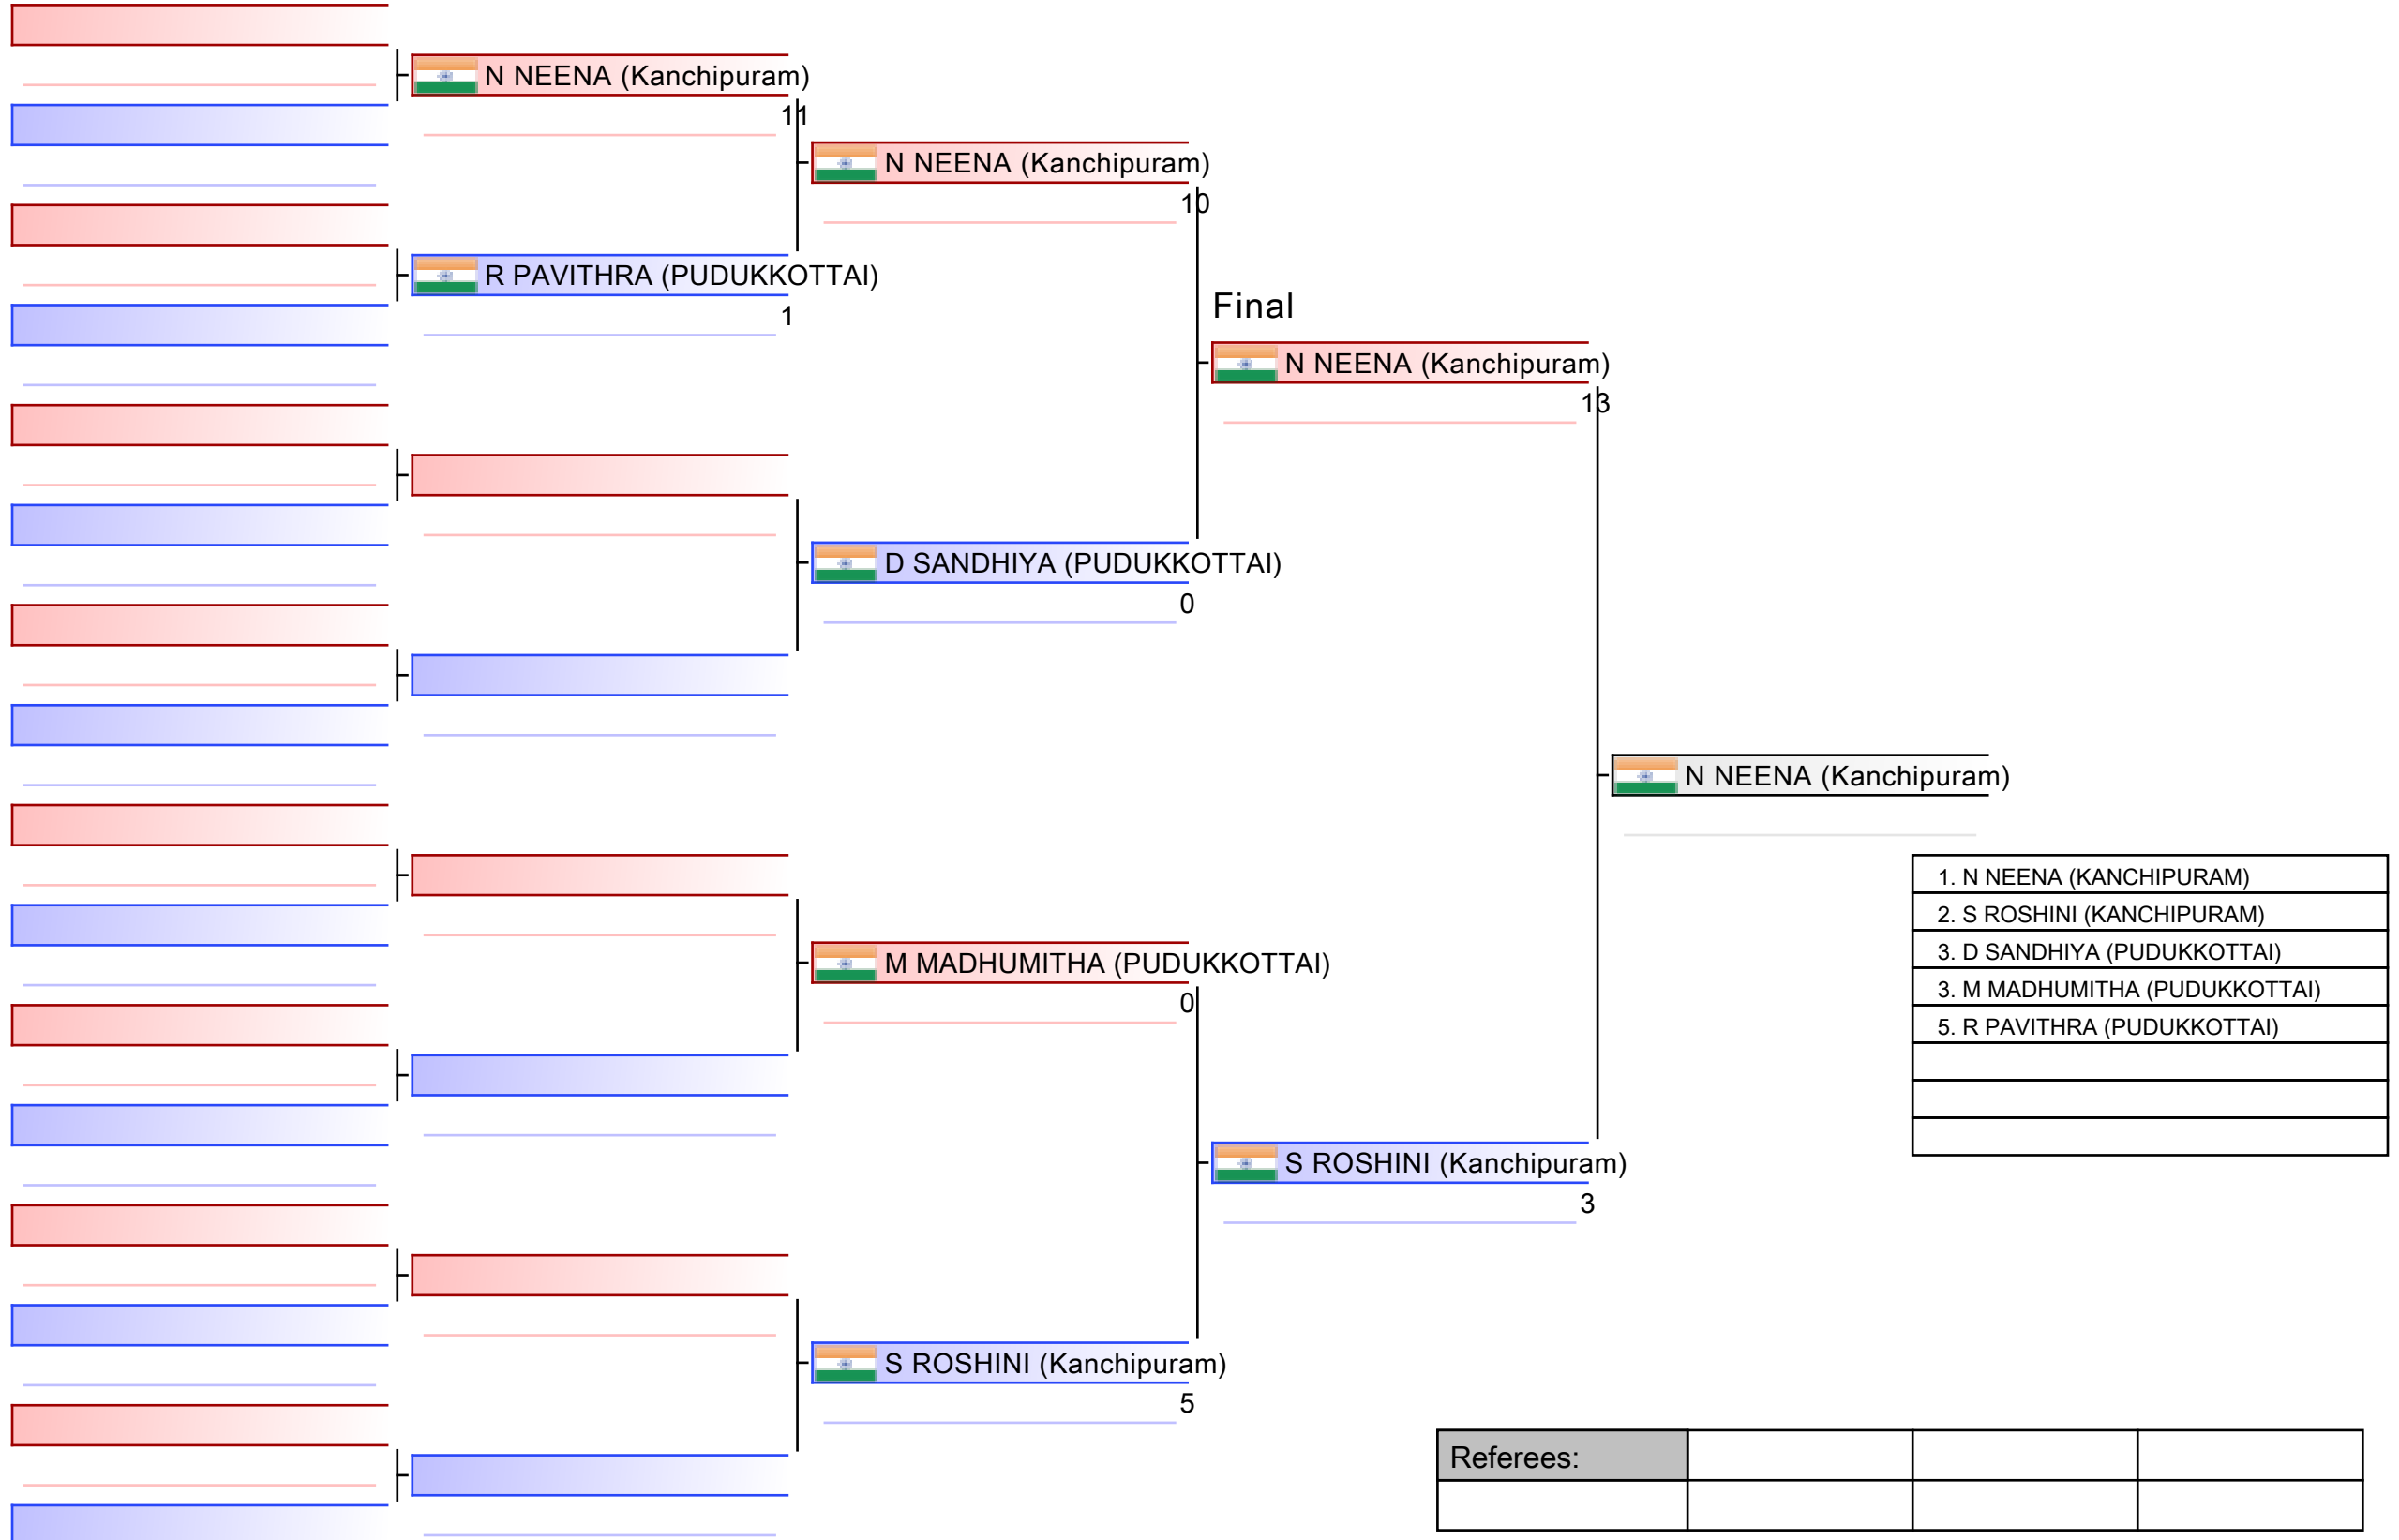 N NEENA (Kanchipuram)
11
R PAVITHRA (PUDUKKOTTAI)
1
N NEENA (Kanchipuram)
10
D SANDHIYA (PUDUKKOTTAI)
0
M MADHUMITHA (PUDUKKOTTAI)
0
S ROSHINI (Kanchipuram)
5
Final
N NEENA (Kanchipuram)
13
S ROSHINI (Kanchipuram)
3
N NEENA (Kanchipuram)
1. N NEENA (KANCHIPURAM)
2. S ROSHINI (KANCHIPURAM)
3. D SANDHIYA (PUDUKKOTTAI)
3. M MADHUMITHA (PUDUKKOTTAI)
5. R PAVITHRA (PUDUKKOTTAI)
Referees: